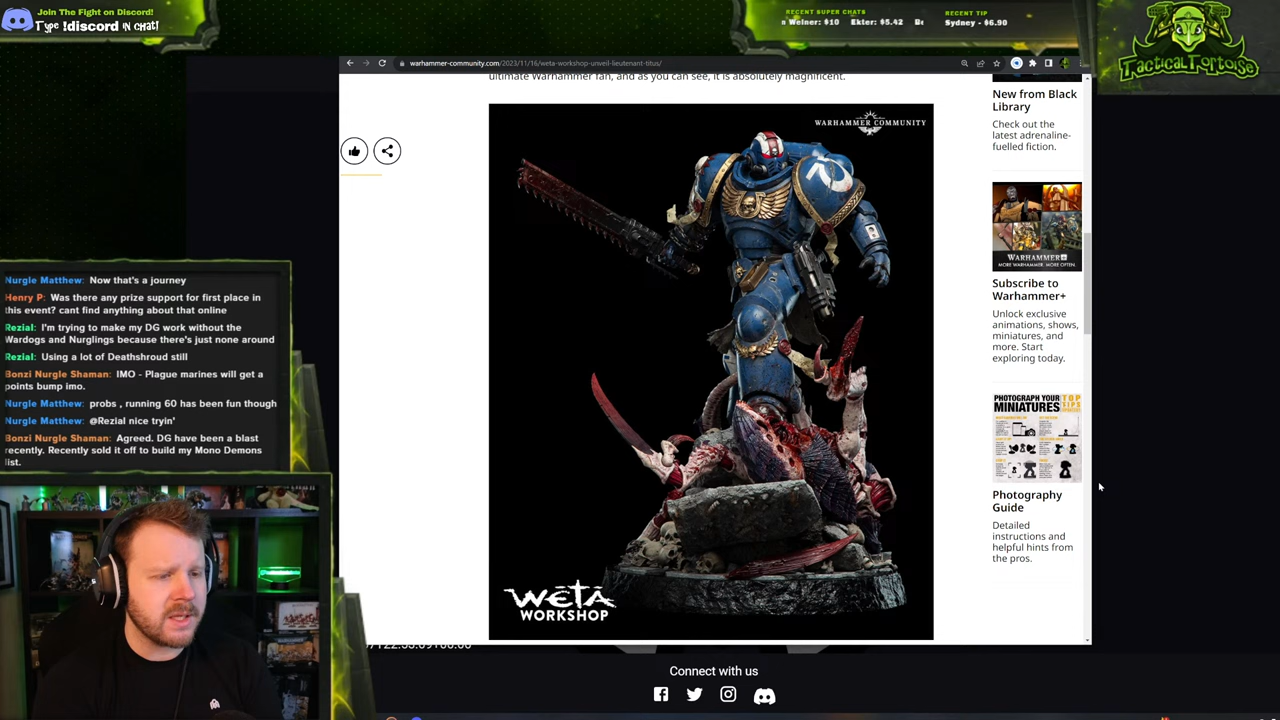 Join The Fight on Discord!
Type !discord in chat!
RECENT SUPER CHATS
n Weiner: $10 Ekter: $5.42
RECENT TIP
Sydney - $6.90
TACTICALTORTOISE
warhammer-community.com/2023/11/16/weta-workshop-unveil-lieutenant-titus/
ultimate Warhammer fan, and as you can see, it is absolutely magnificent.
WARHAMMER COMMUNITY
WETA
WORKSHOP
New from Black
Library
Check out the
latest adrenaline-
fuelled fiction.
WARHAMMER+
MORE WARHAMMER. MORE OFTEN.
Subscribe to
Warhammer+
Unlock exclusive
animations, shows,
miniatures, and
more. Start
exploring today.
PHOTOGRAPH YOUR
MINIATURES
TOP
TIPS
Photography
Guide
Detailed
instructions and
helpful hints from
the pros.
Nurgle Matthew: Now that's a journey
Henry P: Was there any prize support for first place in
this event? cant find anything about that online
Rezial: I'm trying to make my DG work without the
Wardogs and Nurglings because there's just none around
Rezial: Using a lot of Deathshroud still
Bonzi Nurgle Shaman: IMO - Plague marines will get a
points bump imo.
Nurgle Matthew: probs , running 60 has been fun though
Nurgle Matthew: @Rezial nice tryin'
Bonzi Nurgle Shaman: Agreed. DG have been a blast
recently. Recently sold it off to build my Mono Demons
list.
Connect with us